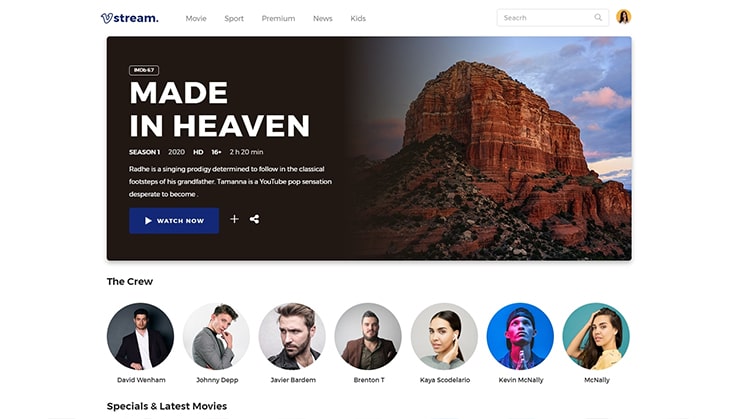 Vstream.
Movie Sport Premium News Kids
Seacrh
IMDb 6.7
MADE
IN HEAVEN
SEASON 1 2020 HD 16+ 2 h 20 min
Radhe is a singing prodigy determined to follow in the classical
footsteps of his grandfather. Tamanna is a YouTube pop sensation
desperate to become .
WATCH NOW
The Crew
David Wenham Johnny Depp Javier Bardem Brenton T Kaya Scodelario Kevin McNally McNally
Specials & Latest Movies